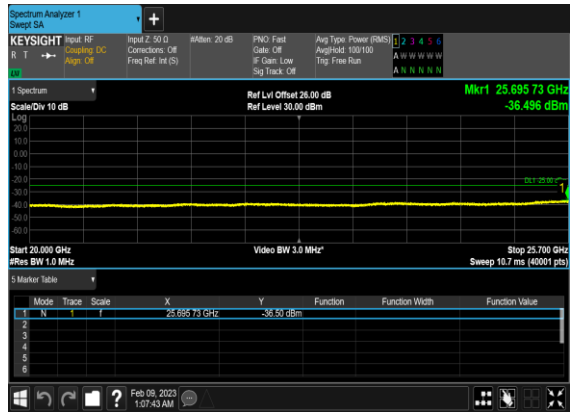 Spectrum Analyzer 1
Swept SA
+
KEYSIGHT Input: RF Input Z: 50 Ω #Atten: 20 dB PNO: Fast Avg Type: Power (RMS) 1 2 3 4 5 6
R T Coupling: DC Corrections: Off Gate: Off Avg|Hold: 100/100 A W W W W W
Align: Off Freq Ref: Int (S) IF Gain: Low Trig: Free Run
Sig Track: Off A N N N N N
LU
1 Spectrum Ref Lvl Offset 26.00 dB Mkr1 25.695 73 GHz
Scale/Div 10 dB Ref Level 30.00 dBm -36.496 dBm
Log
20.0
10.0
0.00
-10.0
-20.0
DL1 -25.00
1
-30.0
-40.0
-50.0
-60.0
Start 20.000 GHz Video BW 3.0 MHz* Stop 25.700 GHz
#Res BW 1.0 MHz Sweep 10.7 ms (40001 pts)
5 Marker Table
Mode Trace Scale X Y Function Function Width Function Value
1 N 1 f 25.695 73 GHz -36.50 dBm
2
3
4
5
6
? Feb 09, 2023
1:07:43 AM